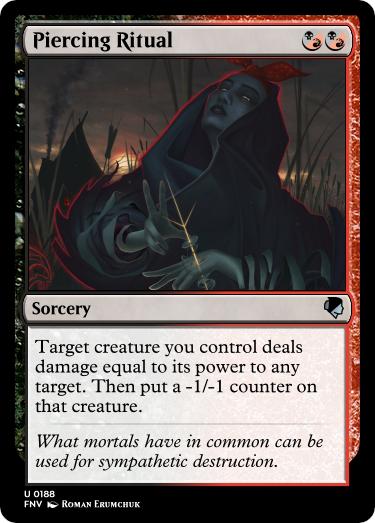 Piercing Ritual
Sorcery
Target creature you control deals
damage equal to its power to any
target. Then put a -1/-1 counter on
that creature.
What mortals have in common can be
used for sympathetic destruction.
U 0188
FNV ROMAN ERUMCHUK